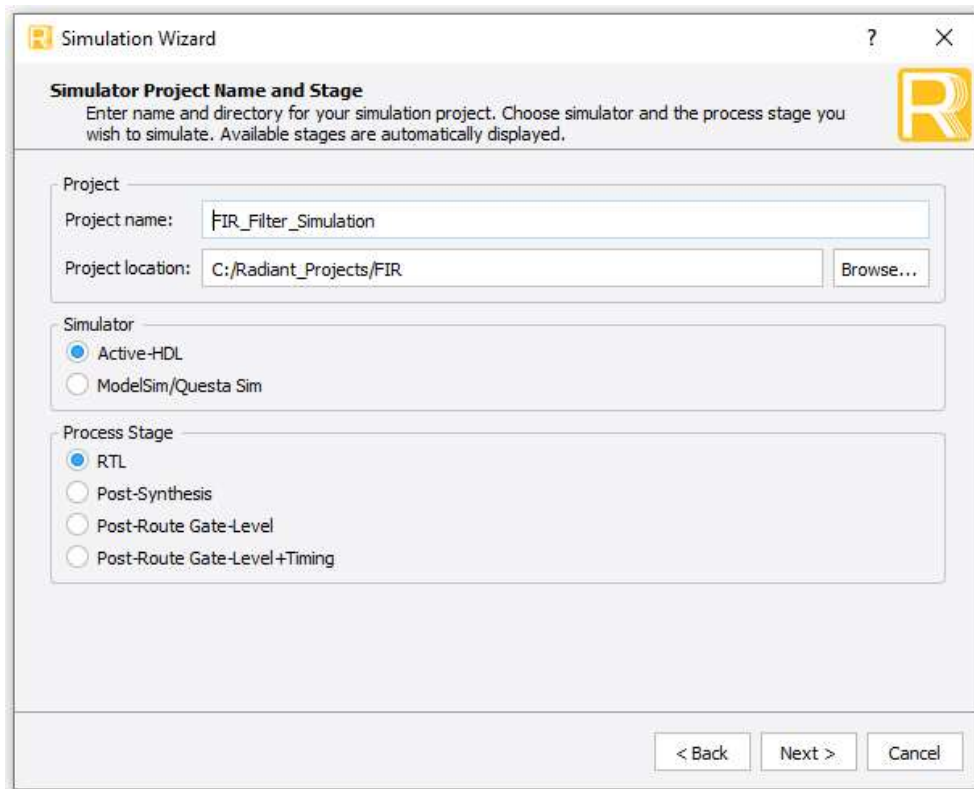 Simulation Wizard
?
Simulator Project Name and Stage
Enter name and directory for your simulation project. Choose simulator and the process stage you
wish to simulate. Available stages are automatically displayed.
Project
Project name: FIR_Filter_Simulation
Project location: C:/Radiant_Projects/FIR Browse...
Simulator
Active-HDL
ModelSim/Questa Sim
Process Stage
RTL
Post-Synthesis
Post-Route Gate-Level
Post-Route Gate-Level+Timing
< Back Next > Cancel